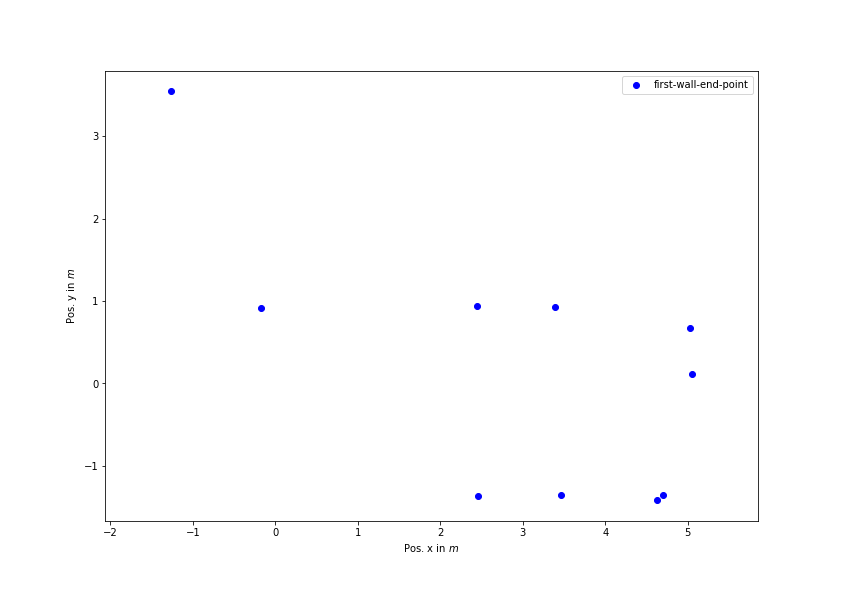 first-wall-end-point
3
2
1
0
−1
Pos. y in m
−2 −1 0 1 2 3 4 5
Pos. x in m